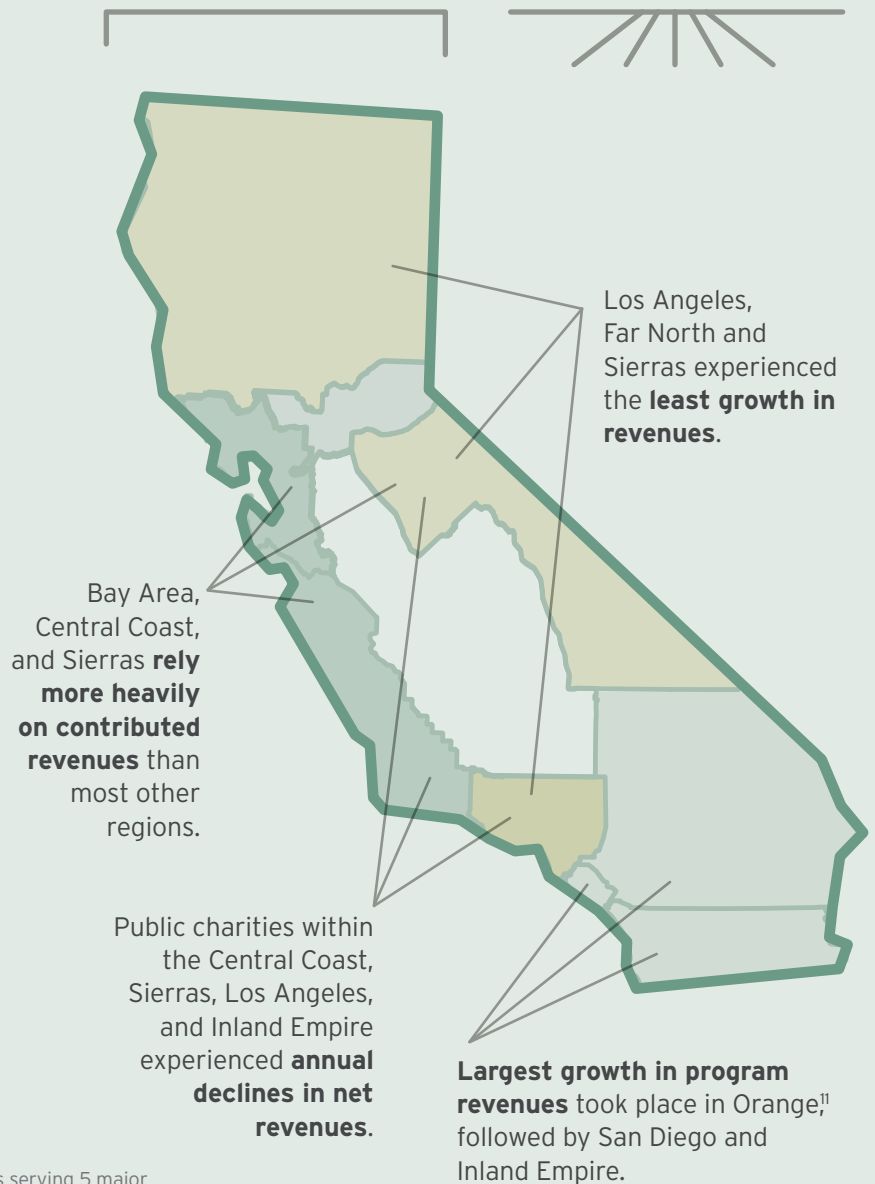 Los Angeles,
Far North and
Sierras experienced
the least growth in
revenues.
Bay Area,
Central Coast,
and Sierras rely
more heavily
on contributed
revenues than
most other
regions.
Public charities within
the Central Coast,
Sierras, Los Angeles,
and Inland Empire
experienced annual
declines in net
revenues.
Largest growth in program
revenues took place in Orange,¹¹
followed by San Diego and
Inland Empire.
serving 5 major